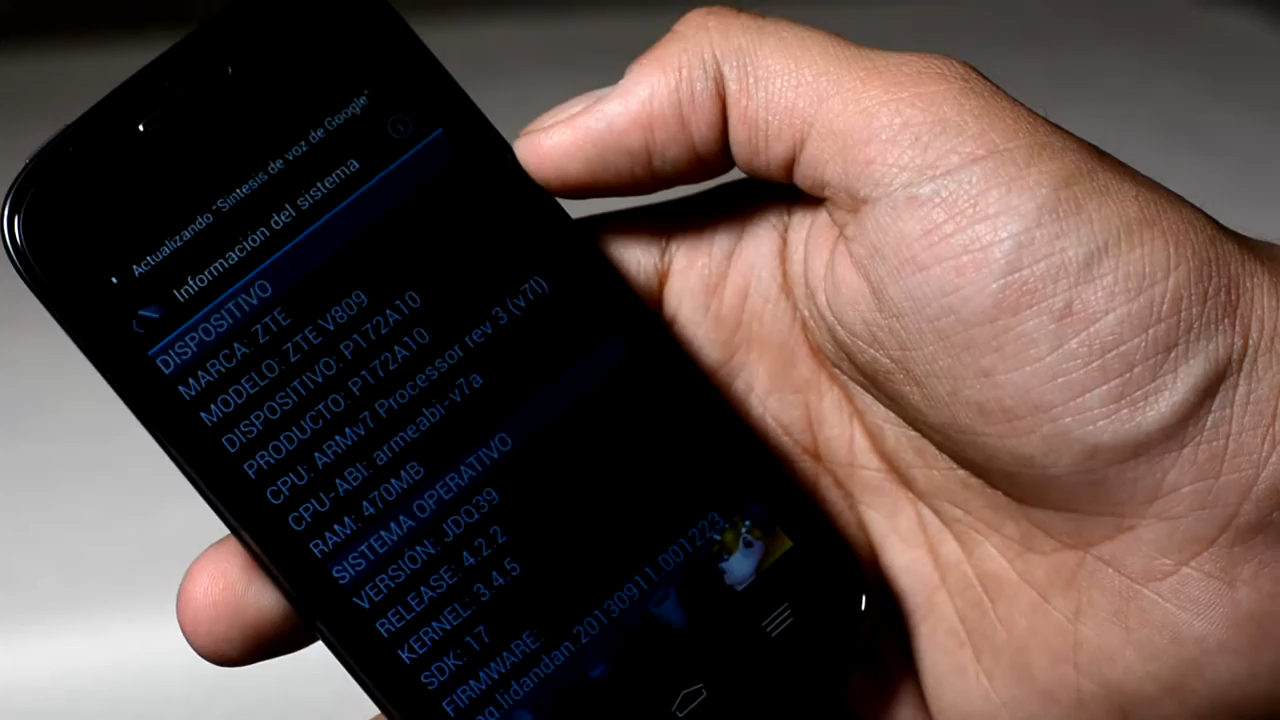 Actualizando "Síntesis de voz de Google"
Información del sistema
DISPOSITIVO
MARCA: ZTE
MODELO: ZTE V809
DISPOSITIVO: P172A10
PRODUCTO: P172A10
CPU: ARMv7 Processor rev 3 (v7l)
CPU-ABI: armeabi-v7a
RAM: 470MB
SISTEMA OPERATIVO
VERSIÓN: JDQ39
RELEASE: 4.2.2
KERNEL: 3.4.5
SDK: 17
FIRMWARE:
.lidandan.20130911.001223